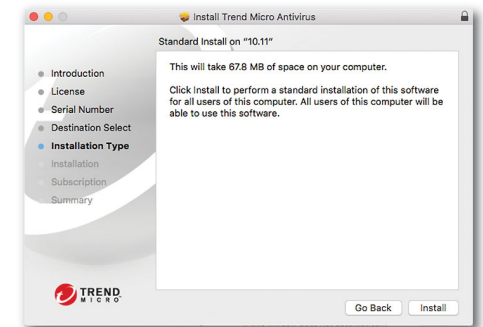 Install Trend Micro Antivirus
Standard Install on "10.11"
Introduction
License
Serial Number
Destination Select
Installation Type
Installation
Subscription
Summary
This will take 67.8 MB of space on your computer.
Click Install to perform a standard installation of this software
for all users of this computer. All users of this computer will be
able to use this software.
TREND
MICRO
Go Back
Install